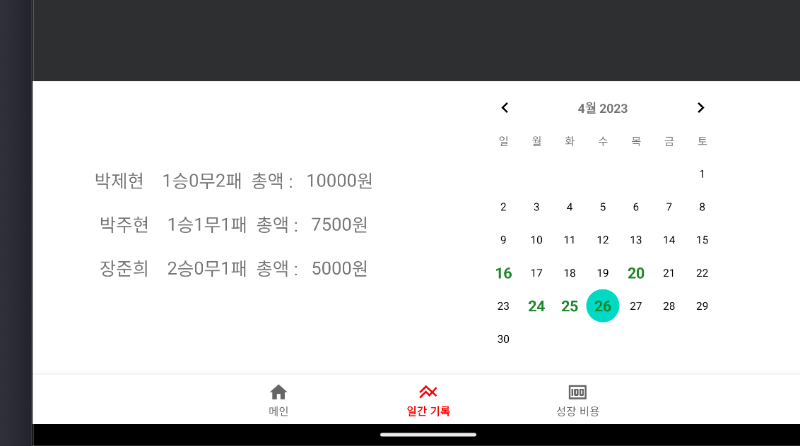 박제현 1승0무2패 총액 : 10000원
박주현 1승1무1패 총액 : 7500원
장준희 2승0무1패 총액 : 5000원
4월 2023
일 월 화 수 목 금 토
1
2 3 4 5 6 7 8
9 10 11 12 13 14 15
16 17 18 19 20 21 22
23 24 25 26 27 28 29
30
메인 일간 기록 성장 비용